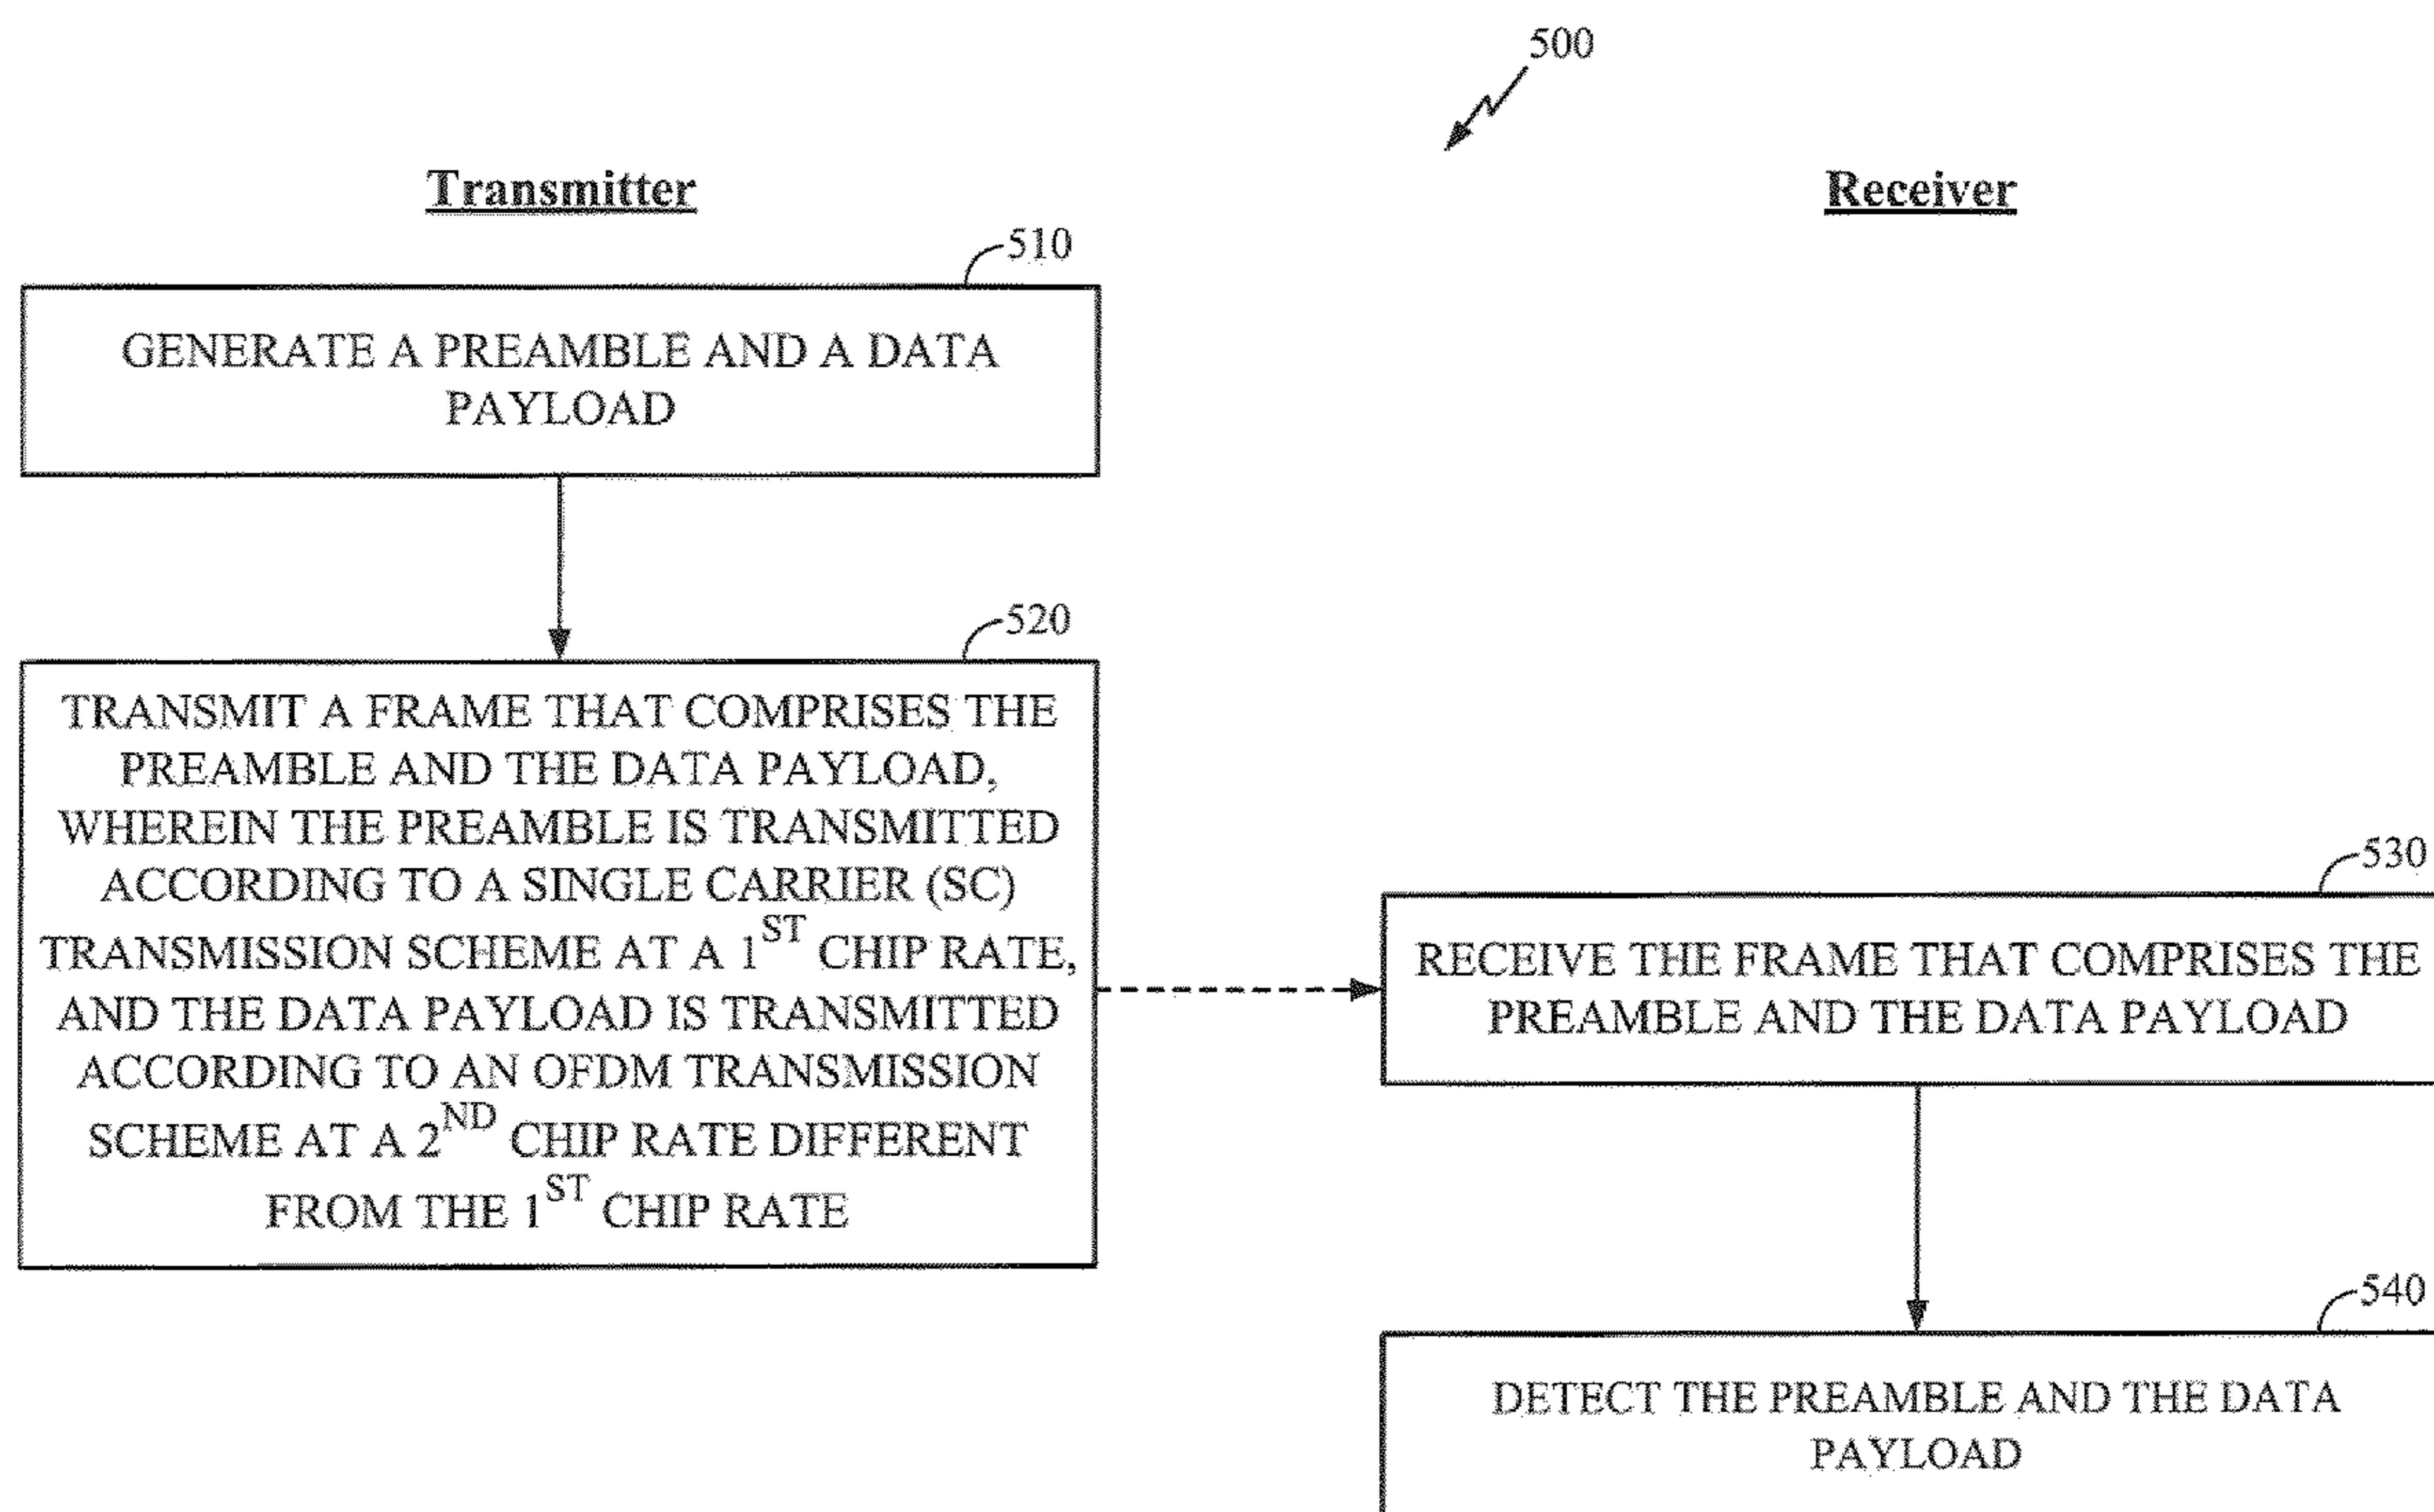 500
Transmitter
Receiver
510
GENERATE A PREAMBLE AND A DATA
PAYLOAD
520
TRANSMIT A FRAME THAT COMPRISES THE
PREAMBLE AND THE DATA PAYLOAD,
WHEREIN THE PREAMBLE IS TRANSMITTED
ACCORDING TO A SINGLE CARRIER (SC)
TRANSMISSION SCHEME AT A 1ST CHIP RATE,
AND THE DATA PAYLOAD IS TRANSMITTED
ACCORDING TO AN OFDM TRANSMISSION
SCHEME AT A 2ND CHIP RATE DIFFERENT
FROM THE 1ST CHIP RATE
530
RECEIVE THE FRAME THAT COMPRISES THE
PREAMBLE AND THE DATA PAYLOAD
540
DETECT THE PREAMBLE AND THE DATA
PAYLOAD